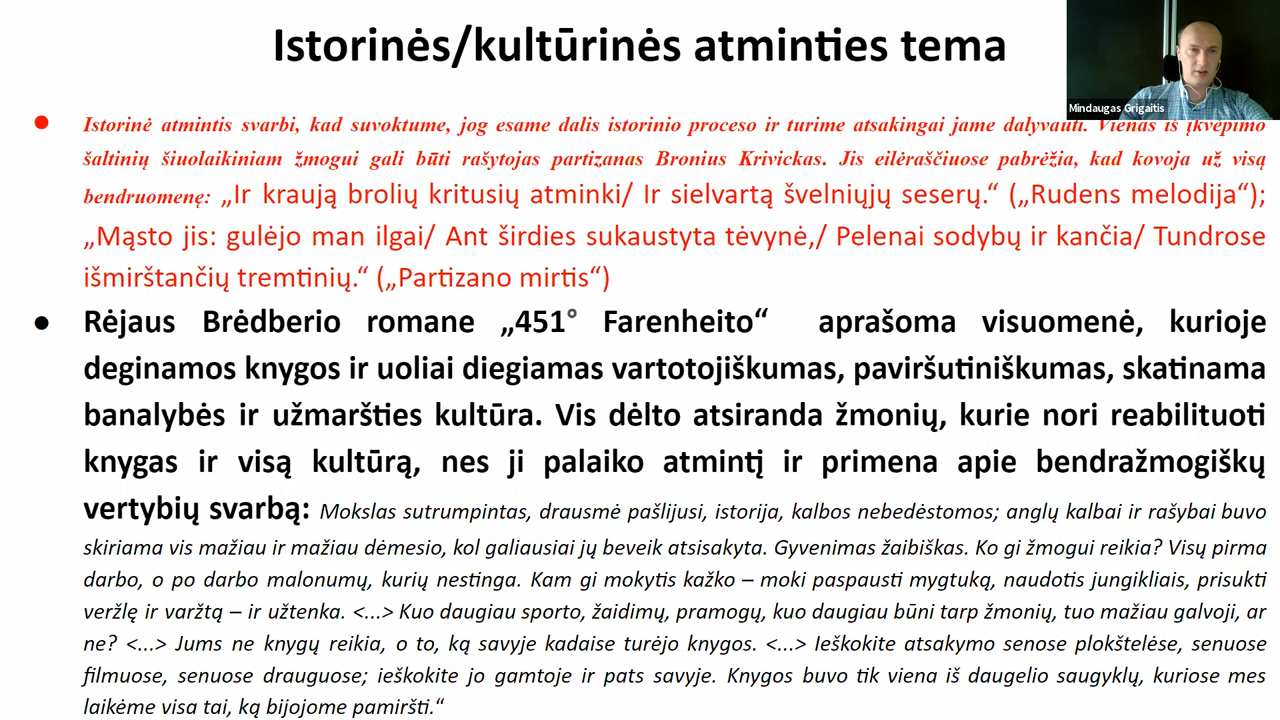 Istorinės/kultūrinės atminties tema
Mindaugas Grigaitis
● Istorinė atmintis svarbi, kad suvoktume, jog esame dalis istorinio proceso ir turime atsakingai jame dalyvauti. Vienas iš įkvėpimo
šaltinių šiuolaikiniam žmogui gali būti rašytojas partizanas Bronius Krivickas. Jis eilėraščiuose pabrėžia, kad kovoja už visą
bendruomenę: „Ir kraują brolių kritusių atminki/ Ir sielvartą švelniųjų seserų.“ („Rudens melodija“);
„Mąsto jis: gulėjo man ilgai/ Ant širdies sukaustyta tėvynė,/ Pelenai sodybų ir kančia/ Tundrose
išmirštančių tremtinių.“ („Partizano mirtis“)
● Rėjaus Brėdberio romane „451° Farenheito“ aprašoma visuomenė, kurioje
deginamos knygos ir uoliai diegiamas vartotojiškumas, paviršutiniškumas, skatinama
banalybės ir užmaršties kultūra. Vis dėlto atsiranda žmonių, kurie nori reabilituoti
knygas ir visą kultūrą, nes ji palaiko atmintį ir primena apie bendražmogiškų
vertybių svarbą: Mokslas sutrumpintas, drausmė pašlijusi, istorija, kalbos nebedėstomos; anglų kalbai ir rašybai buvo
skiriama vis mažiau ir mažiau dėmesio, kol galiausiai jų beveik atsisakyta. Gyvenimas žaibiškas. Ko gi žmogui reikia? Visų pirma
darbo, o po darbo malonumų, kurių nestinga. Kam gi mokytis kažko – moki paspausti mygtuką, naudotis jungikliais, prisukti
veržlę ir varžtą – ir užtenka. <...> Kuo daugiau sporto, žaidimų, pramogų, kuo daugiau būni tarp žmonių, tuo mažiau galvoji, ar
ne? <...> Jums ne knygų reikia, o to, ką savyje kadaise turėjo knygos. <...> Ieškokite atsakymo senose plokštelėse, senuose
filmuose, senuose drauguose; ieškokite jo gamtoje ir pats savyje. Knygos buvo tik viena iš daugelio saugyklų, kuriose mes
laikėme visa tai, ką bijojome pamiršti.“